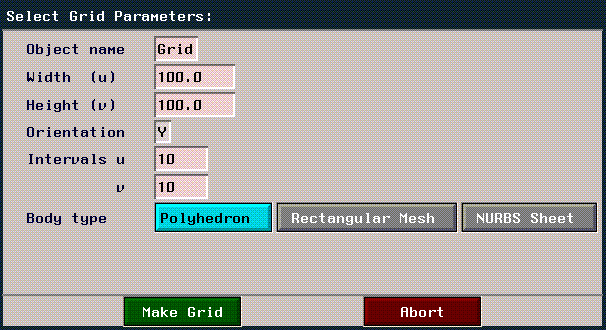 Select Grid Parameters:
Object name Grid
Width (u) 100.0
Height (v) 100.0
Orientation Y
Intervals u 10
v 10
Body type Polyhedron Rectangular Mesh NURBS Sheet
Make Grid Abort